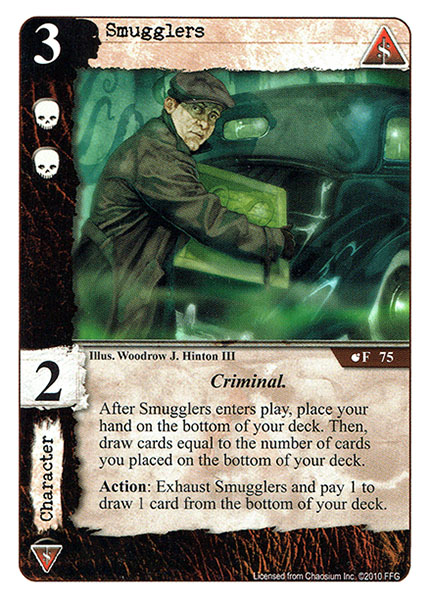 3
Smugglers
$
Illus. Woodrow J. Hinton III
F 75
2
Character
Criminal.
After Smugglers enters play, place your
hand on the bottom of your deck. Then,
draw cards equal to the number of cards
you placed on the bottom of your deck.
Action: Exhaust Smugglers and pay 1 to
draw 1 card from the bottom of your deck.
Licensed from Chaosium Inc. ©2010 FFG